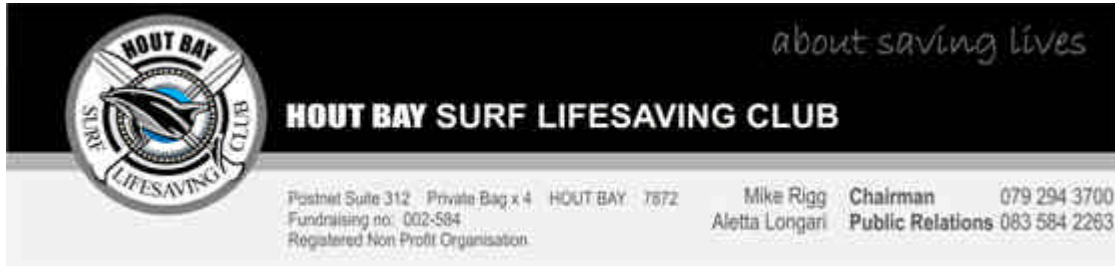 about saving lives
HOUT BAY
SURF LIFESAVING CLUB
HOUT BAY SURF LIFESAVING CLUB
Postnet Suite 312 Private Bag x 4 HOUT BAY 7872
Fundraising no: 002-584
Registered Non Profit Organisation
Mike Rigg Chairman 079 294 3700
Aletta Longari Public Relations 083 584 2263